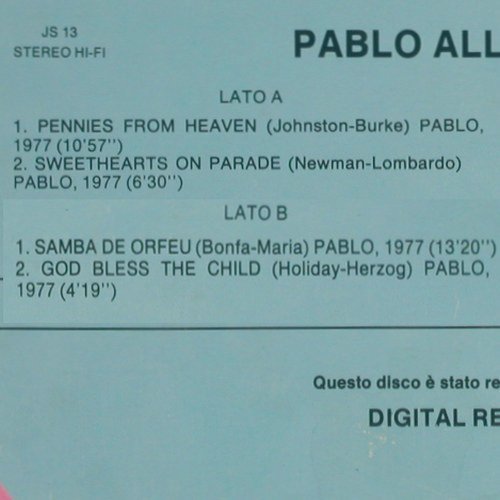 JS 13
STEREO HI-FI
PABLO ALL
LATO A
1. PENNIES FROM HEAVEN (Johnston-Burke) PABLO,
1977 (10'57'')
2. SWEETHEARTS ON PARADE (Newman-Lombardo)
PABLO, 1977 (6'30'')
LATO B
1. SAMBA DE ORFEU (Bonfa-Maria) PABLO, 1977 (13'20'')
2. GOD BLESS THE CHILD (Holiday-Herzog) PABLO,
1977 (4'19'')
Questo disco è stato re
DIGITAL RE